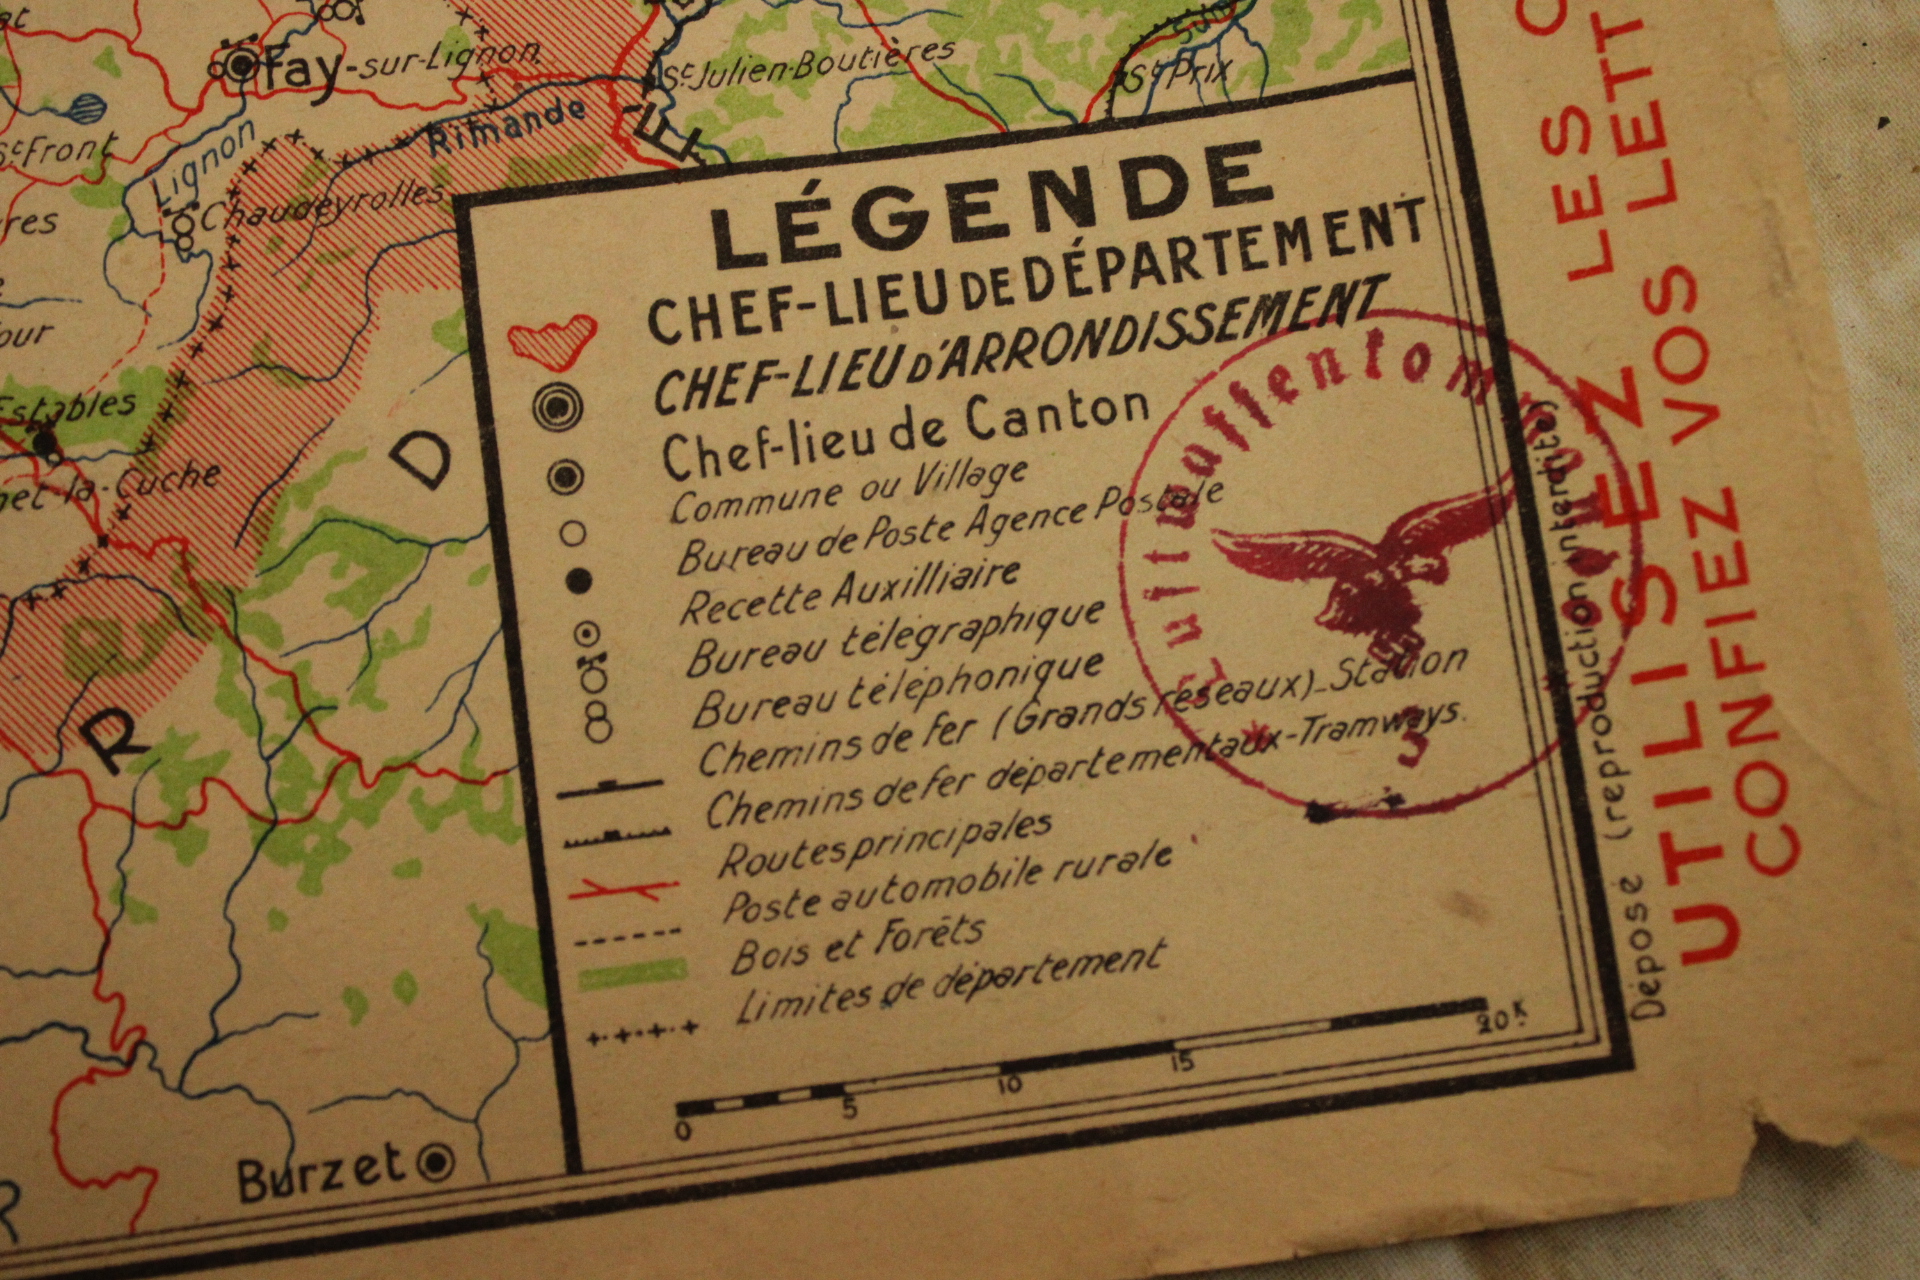 Fay-sur-Lignon
St Julien-Boutières
St Prix
St Front
Lignon
Rimande
Chaudeyrolles
Estables
D
R
Burzet
LÉGENDE
CHEF-LIEU DE DÉPARTEMENT
CHEF-LIEU D'ARRONDISSEMENT
Chef-lieu de Canton
Commune ou Village
Bureau de Poste Agence Postale
Recette Auxilliaire
Bureau télégraphique
Bureau téléphonique
Chemins de fer (Grands réseaux)_Station
Chemins de fer départementaux-Tramways.
Routes principales
Poste automobile rurale
Bois et Forêts
Limites de département
0 5 10 15 20 K.
3
Déposé (reproduction interdite)
UTILISEZ LES
CONFIEZ VOS LETT